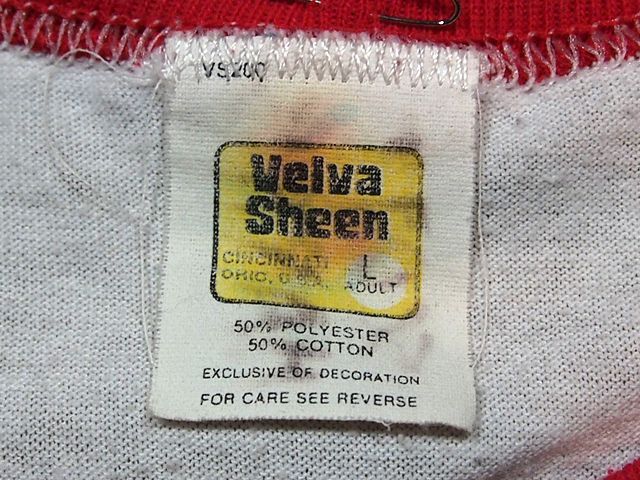 VS200
Velva
Sheen
CINCINNATI
OHIO, U.S.A.
L
ADULT
50% POLYESTER
50% COTTON
EXCLUSIVE OF DECORATION
FOR CARE SEE REVERSE